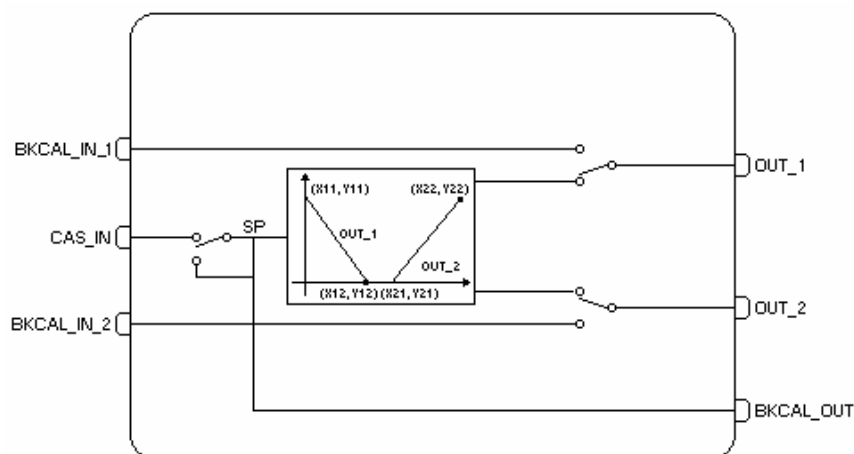 BKCAL_IN_1
OUT_1
(X11,Y11) (X22,Y22)
SP
CAS_IN
OUT_1
OUT_2
(X12,Y12)(X21,Y21)
BKCAL_IN_2
OUT_2
BKCAL_OUT